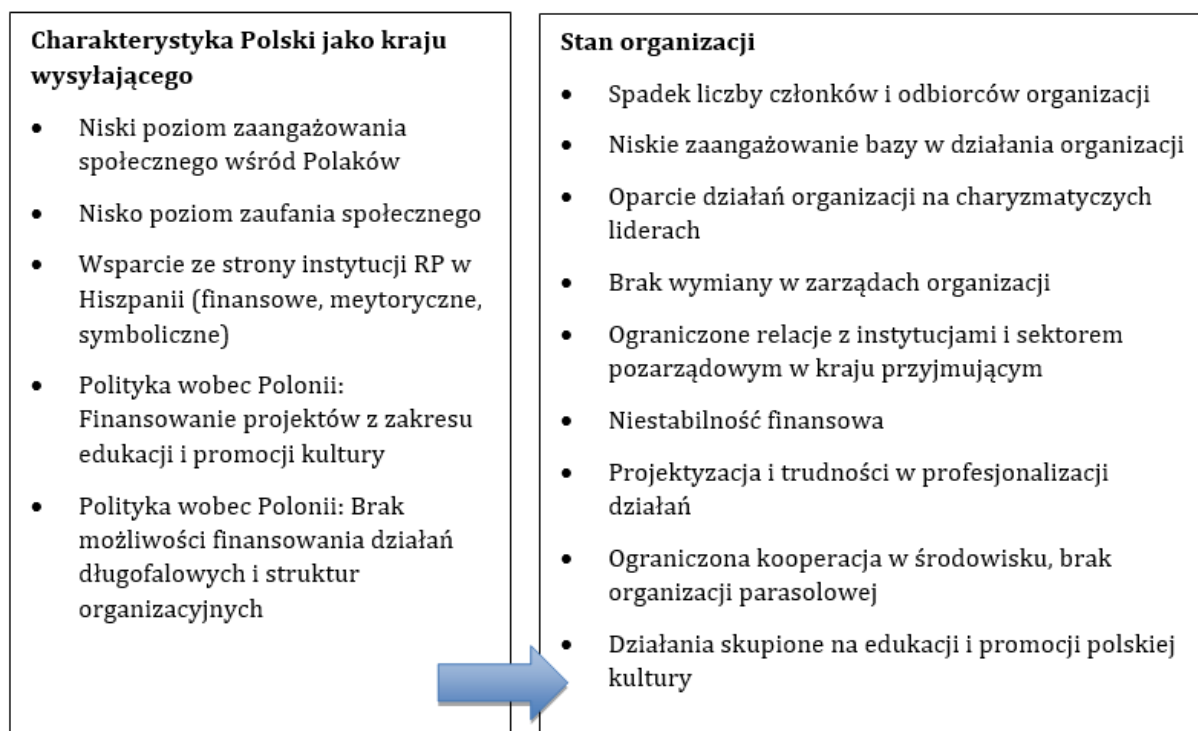 Charakterystyka Polski jako kraju
wysyłającego
• Niski poziom zaangażowania
społecznego wśród Polaków
• Nisko poziom zaufania społecznego
• Wsparcie ze strony instytucji RP w
Hiszpanii (finansowe, meytoryczne,
symboliczne)
• Polityka wobec Polonii:
Finansowanie projektów z zakresu
edukacji i promocji kultury
• Polityka wobec Polonii: Brak
możliwości finansowania działań
długofalowych i struktur
organizacyjnych
Stan organizacji
• Spadek liczby członków i odbiorców organizacji
• Niskie zaangażowanie bazy w działania organizacji
• Oparcie działań organizacji na charyzmatyczych
liderach
• Brak wymiany w zarządach organizacji
• Ograniczone relacje z instytucjami i sektorem
pozarządowym w kraju przyjmującym
• Niestabilność finansowa
• Projektyzacja i trudności w profesjonalizacji
działań
• Ograniczona kooperacja w środowisku, brak
organizacji parasolowej
• Działania skupione na edukacji i promocji polskiej
kultury